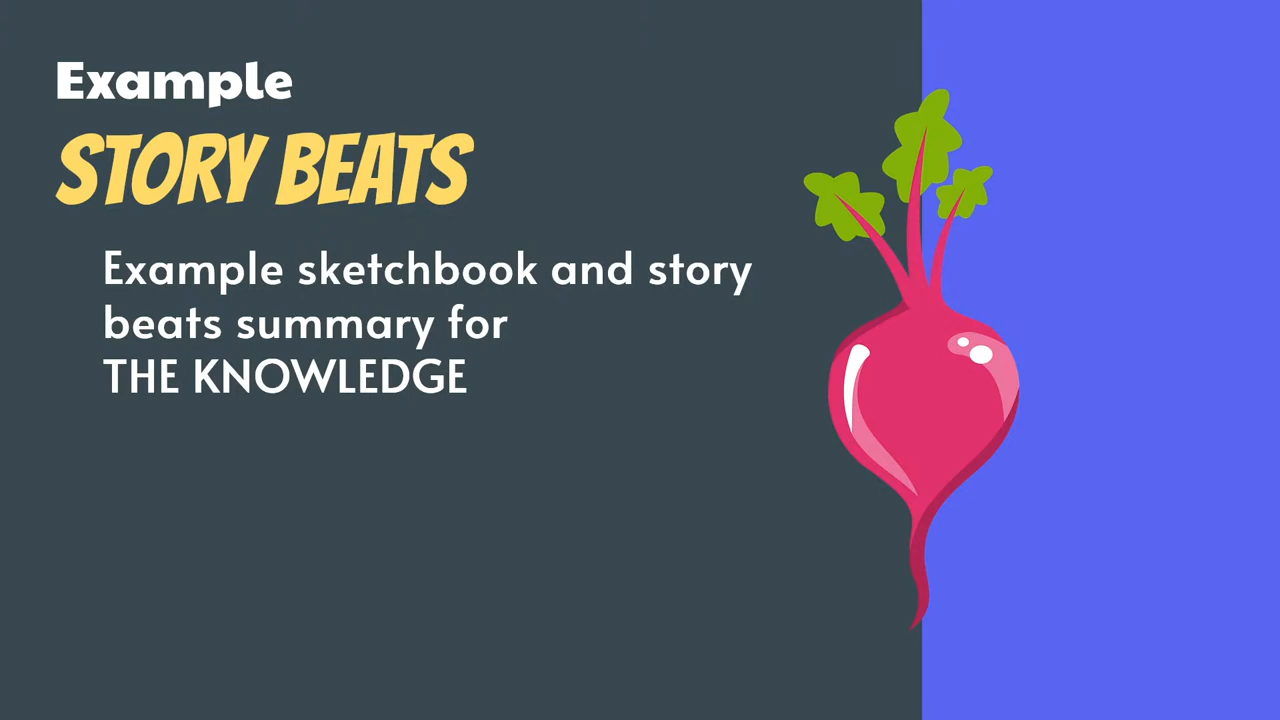 Example
STORY BEATS
Example sketchbook and story
beats summary for
THE KNOWLEDGE